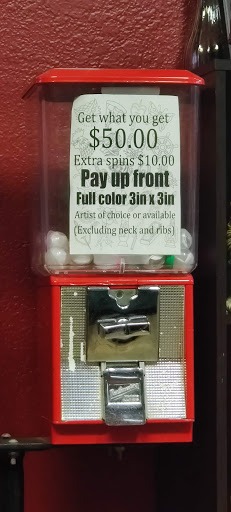 Get what you get
$50.00
Extra spins $10.00
Pay up front
Full color 3in x 3in
Artist of choice or available
(Excluding neck and ribs)